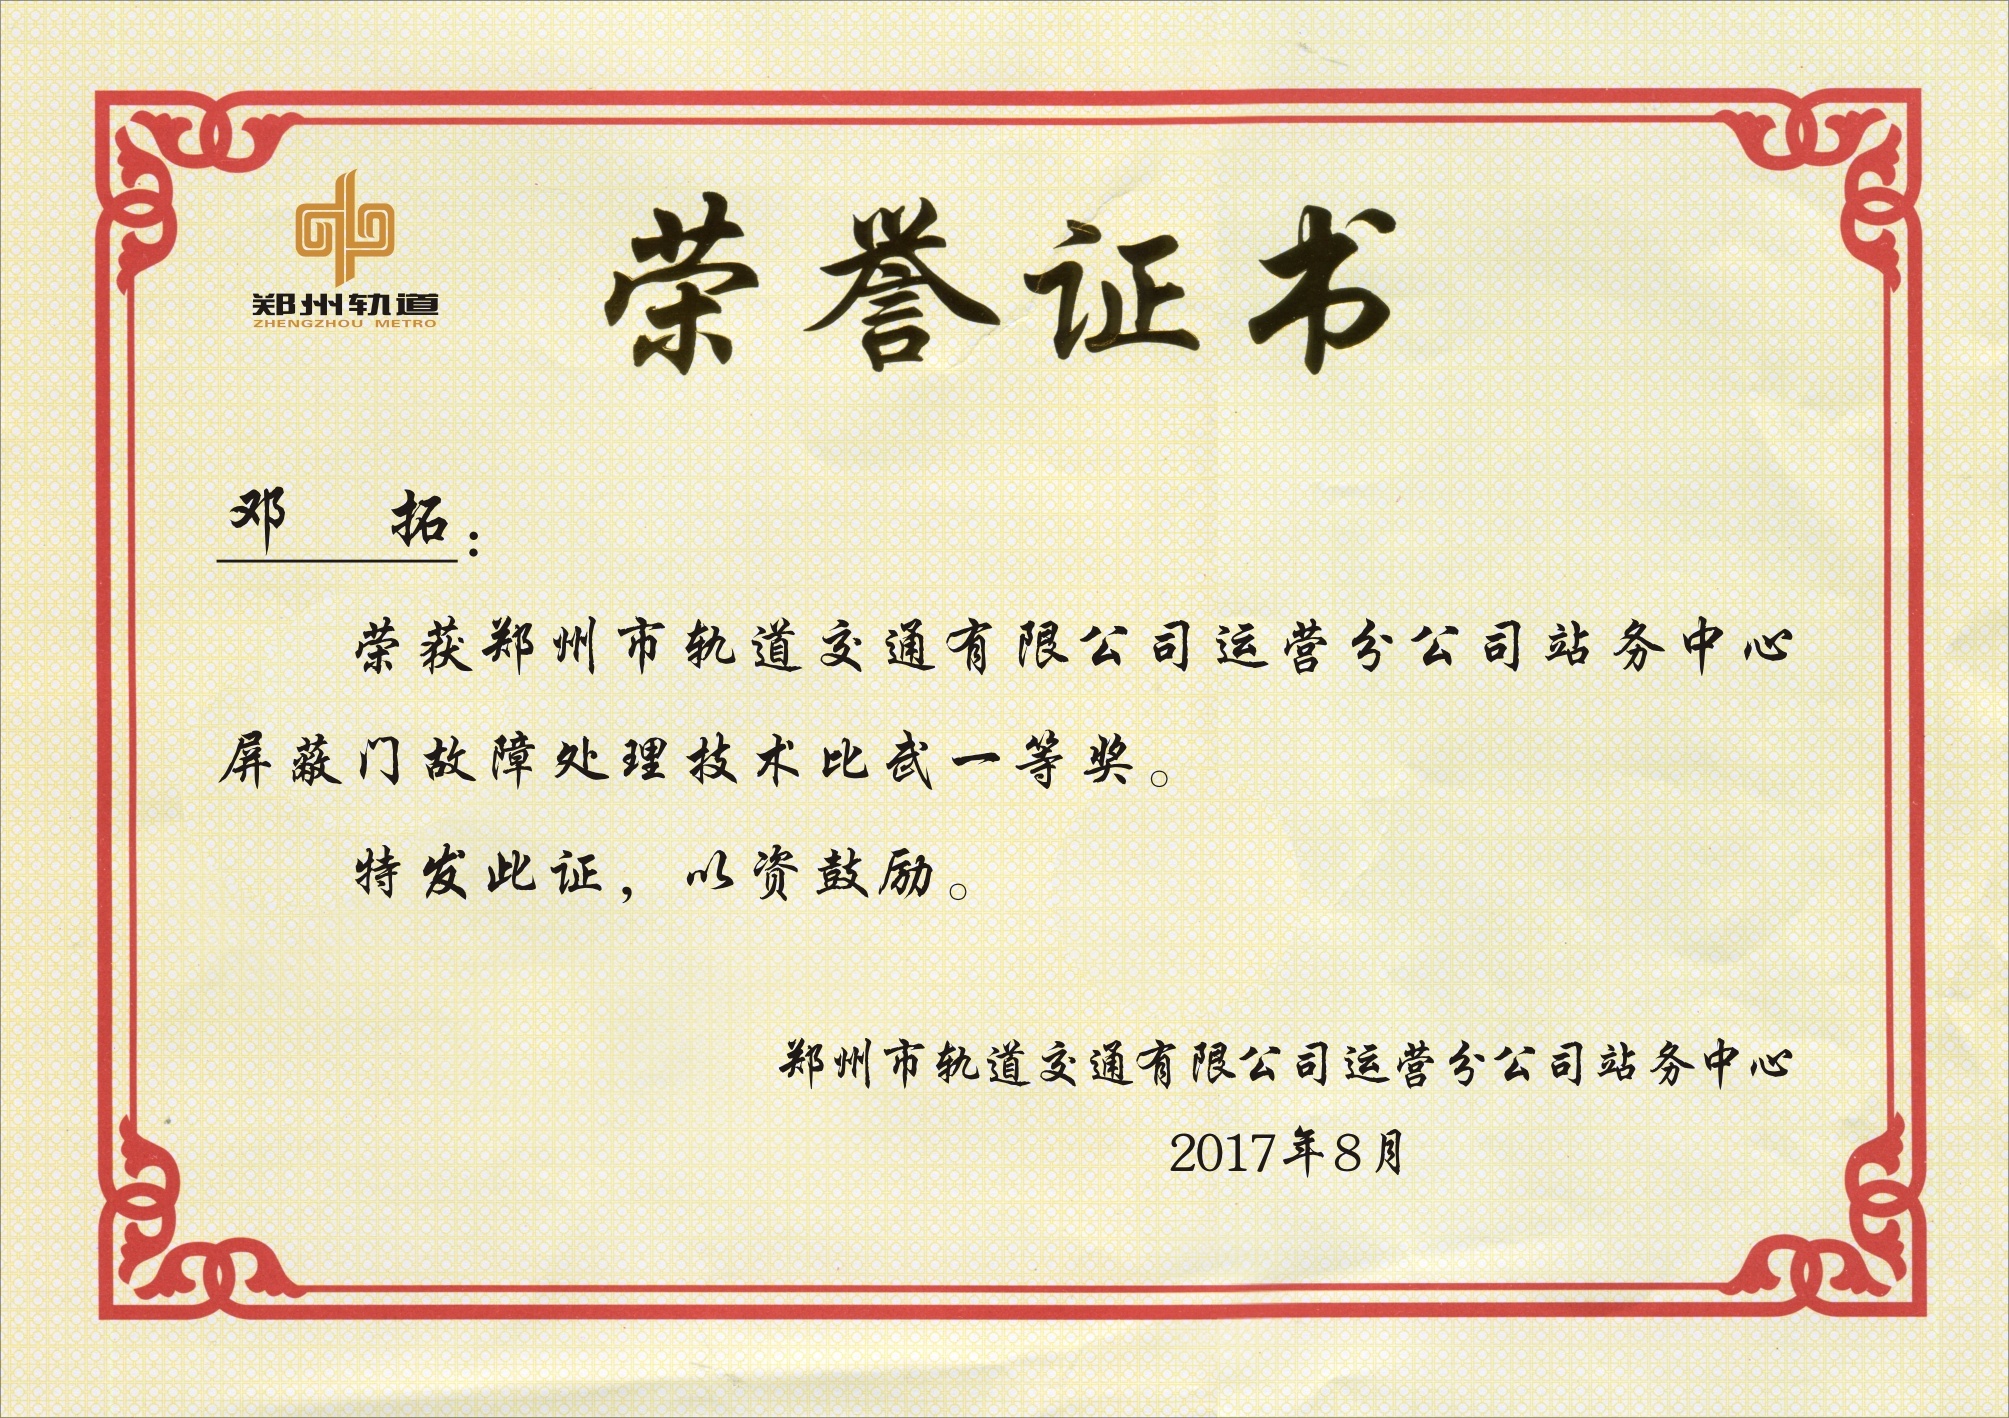 郑州轨道
ZHENGZHOU METRO
荣誉证书
邓 拓：
荣获郑州市轨道交通有限公司运营分公司站务中心
屏蔽门故障处理技术比武一等奖。
特发此证，以资鼓励。
郑州市轨道交通有限公司运营分公司站务中心
2017年8月